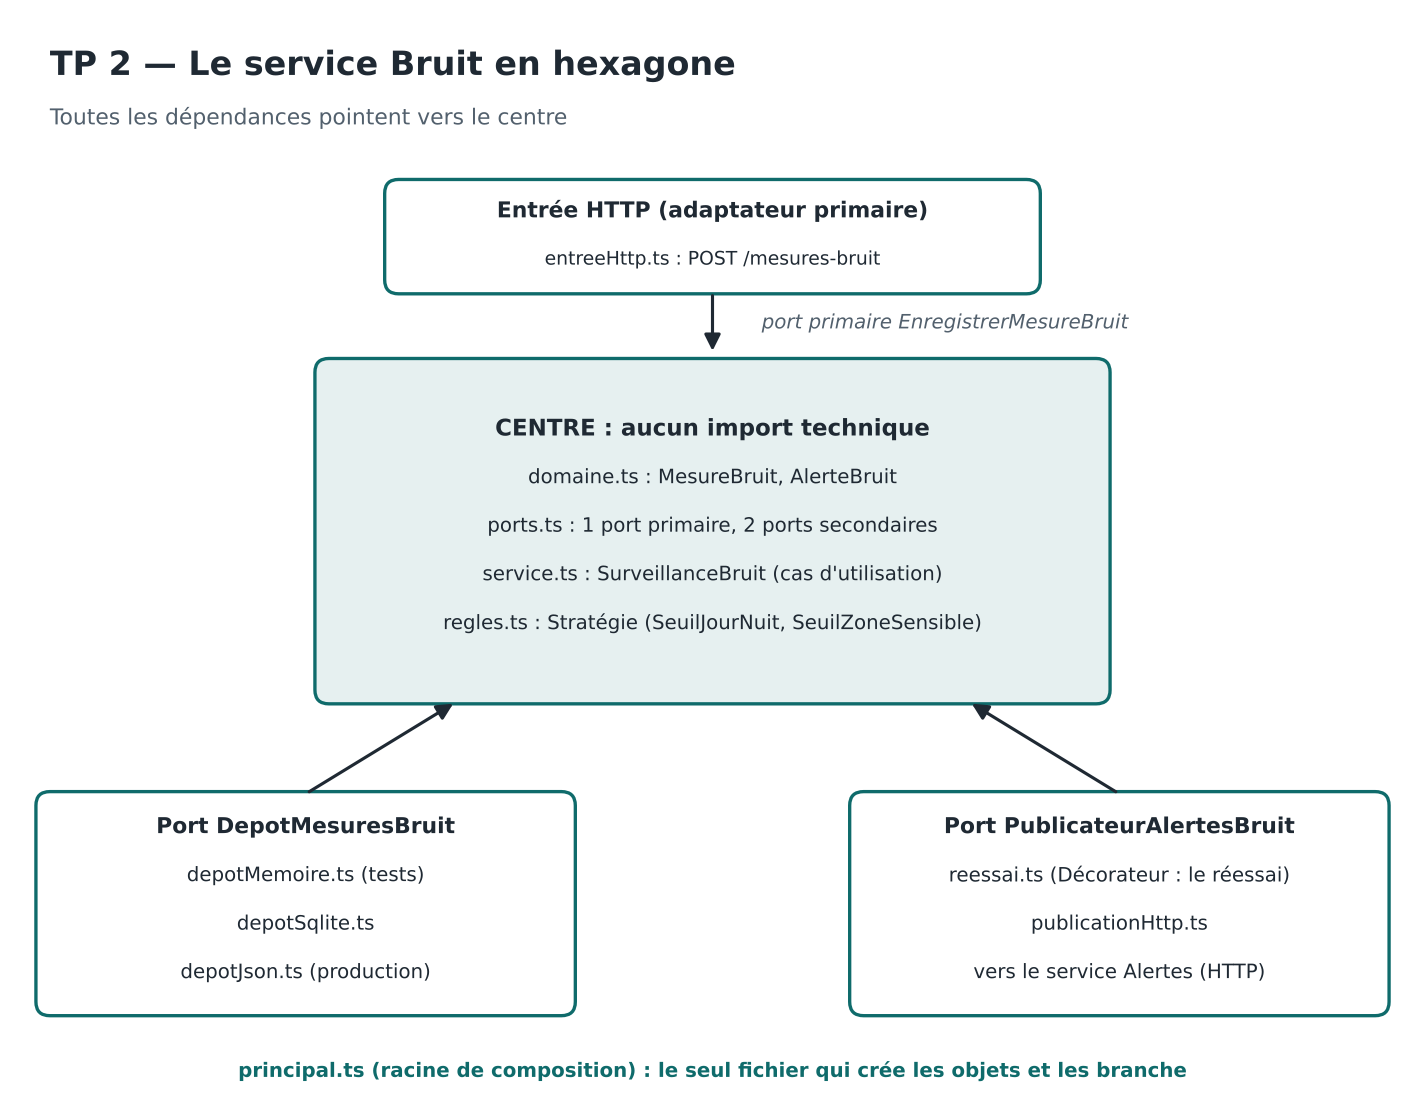 TP 2 — Le service Bruit en hexagone
Toutes les dépendances pointent vers le centre
Entrée HTTP (adaptateur primaire)
entreeHttp.ts : POST /mesures-bruit
port primaire EnregistrerMesureBruit
CENTRE : aucun import technique
domaine.ts : MesureBruit, AlerteBruit
ports.ts : 1 port primaire, 2 ports secondaires
service.ts : SurveillanceBruit (cas d'utilisation)
regles.ts : Stratégie (SeuilJourNuit, SeuilZoneSensible)
Port DepotMesuresBruit
depotMemoire.ts (tests)
depotSqlite.ts
depotJson.ts (production)
Port PublicateurAlertesBruit
reessai.ts (Décorateur : le réessai)
publicationHttp.ts
vers le service Alertes (HTTP)
principal.ts (racine de composition) : le seul fichier qui crée les objets et les branche